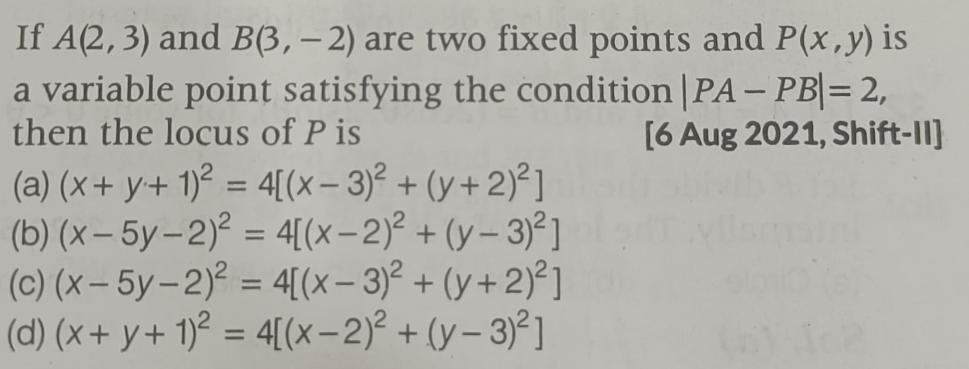 If A(2, 3) and B(3, – 2) are two fixed points and P(x, y) is
a variable point satisfying the condition |PA – PB| = 2,
then the locus of P is [6 Aug 2021, Shift-II]
(a) (x + y + 1)² = 4[(x – 3)² + (y + 2)²]
(b) (x – 5y – 2)² = 4[(x – 2)² + (y – 3)²]
(c) (x – 5y – 2)² = 4[(x – 3)² + (y + 2)²]
(d) (x + y + 1)² = 4[(x – 2)² + (y – 3)²]